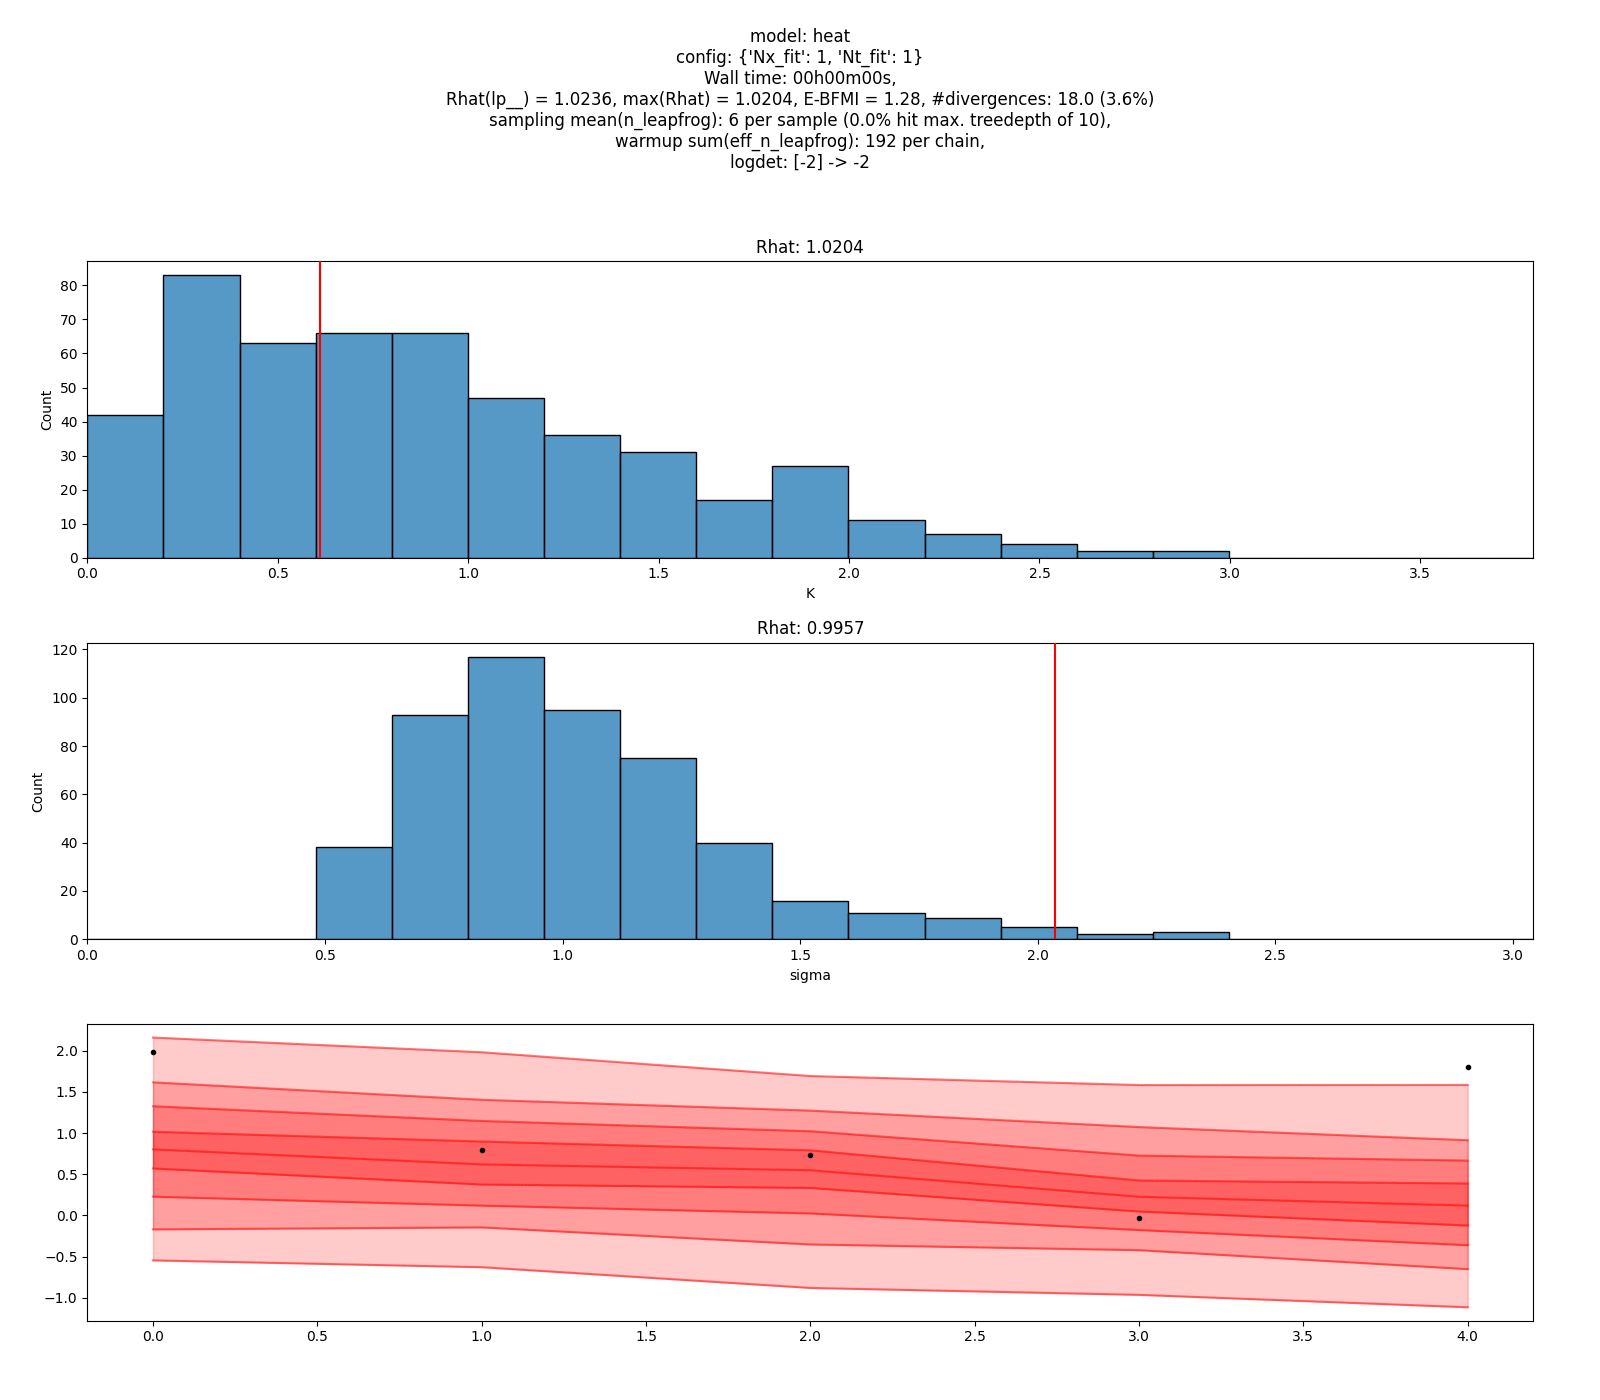 model: heat
config: {'Nx_fit': 1, 'Nt_fit': 1}
Wall time: 00h00m00s,
Rhat(lp__) = 1.0236, max(Rhat) = 1.0204, E-BFMI = 1.28, #divergences: 18.0 (3.6%)
sampling mean(n_leapfrog): 6 per sample (0.0% hit max. treedepth of 10),
warmup sum(eff_n_leapfrog): 192 per chain,
logdet: [-2] -> -2
Rhat: 1.0204
80
70
60
50
40
30
20
10
0
Count
0.0 0.5 1.0 1.5 2.0 2.5 3.0 3.5
K
Rhat: 0.9957
120
100
80
60
40
20
0
Count
0.0 0.5 1.0 1.5 2.0 2.5 3.0
sigma
2.0
1.5
1.0
0.5
0.0
−0.5
−1.0
0.0 0.5 1.0 1.5 2.0 2.5 3.0 3.5 4.0